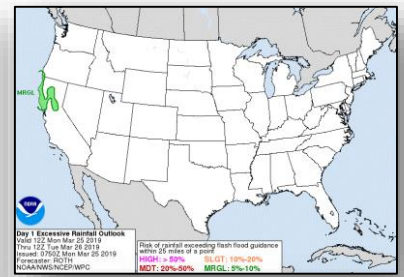 MRGL
noaa
Day 1 Excessive Rainfall Outlook
Valid 12Z Mon Mar 25 2019
Thru 12Z Tue Mar 26 2019
Issued: 0750Z Mon Mar 25 2019
Forecaster: ROTH
NOAA/NWS/NCEP/WPC
Risk of rainfall exceeding flash flood guidance
within 25 miles of a point
HIGH: > 50% SLGT: 10%-20%
MDT: 20%-50% MRGL: 5%-10%